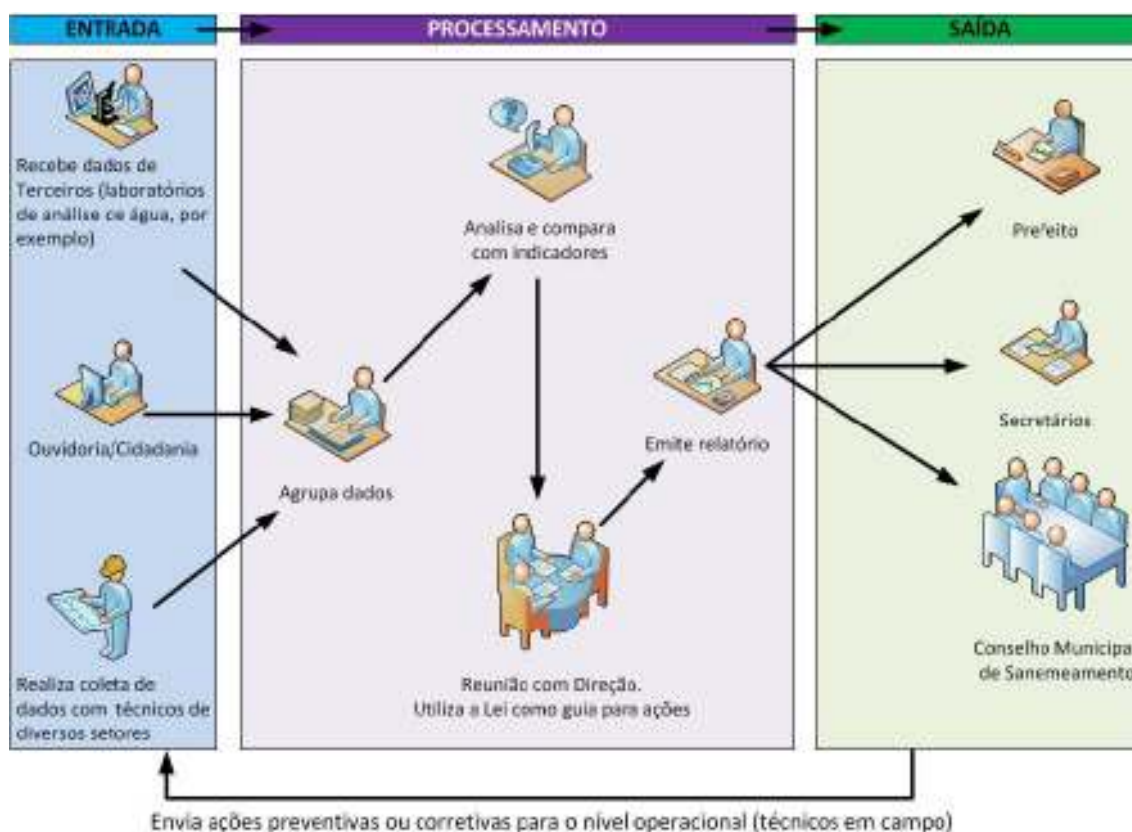 ENTRADA
PROCESSAMENTO
SAÍDA
Recebe dados de
Terceiros (laboratórios
de análise ce água, por
exemplo)
Ouvidoria/Cidadania
Realiza coleta de
dados com técnicos de
diversos setores
Agrupa dados
Analisa e compara
com indicadores
Reunião com Direção.
Utiliza a Lei como guia para ações
Emite relatório
Prefeito
Secretários
Conselho Municipa
de Sanemeamento
Envia ações preventivas ou corretivas para o nível operacional (técnicos em campo)